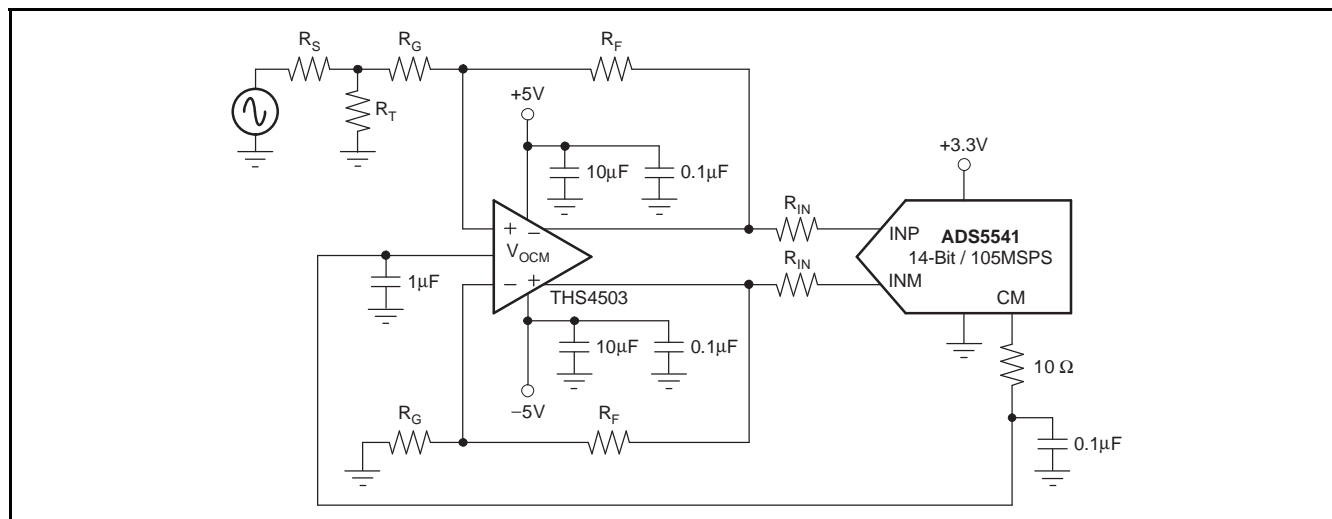 R_S
R_G
R_F
R_T
+5V
10μF
0.1μF
+3.3V
R_IN
INP
ADS5541
14-Bit / 105MSPS
+
−
V_OCM
1μF
R_IN
INM
−
+
THS4503
CM
10μF
0.1μF
10 Ω
−5V
R_G
R_F
0.1μF